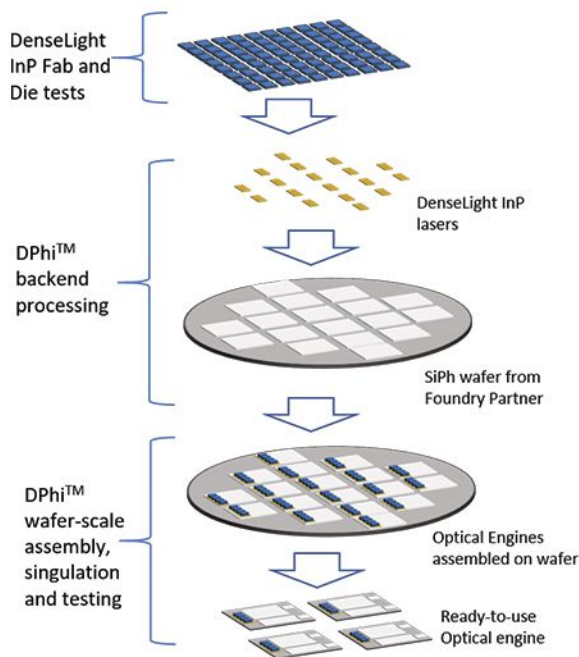 DenseLight
InP Fab and
Die tests
DenseLight InP
lasers
DPhi™
backend
processing
SiPh wafer from
Foundry Partner
DPhi™
wafer-scale
assembly,
singulation
and testing
Optical Engines
assembled on wafer
Ready-to-use
Optical engine